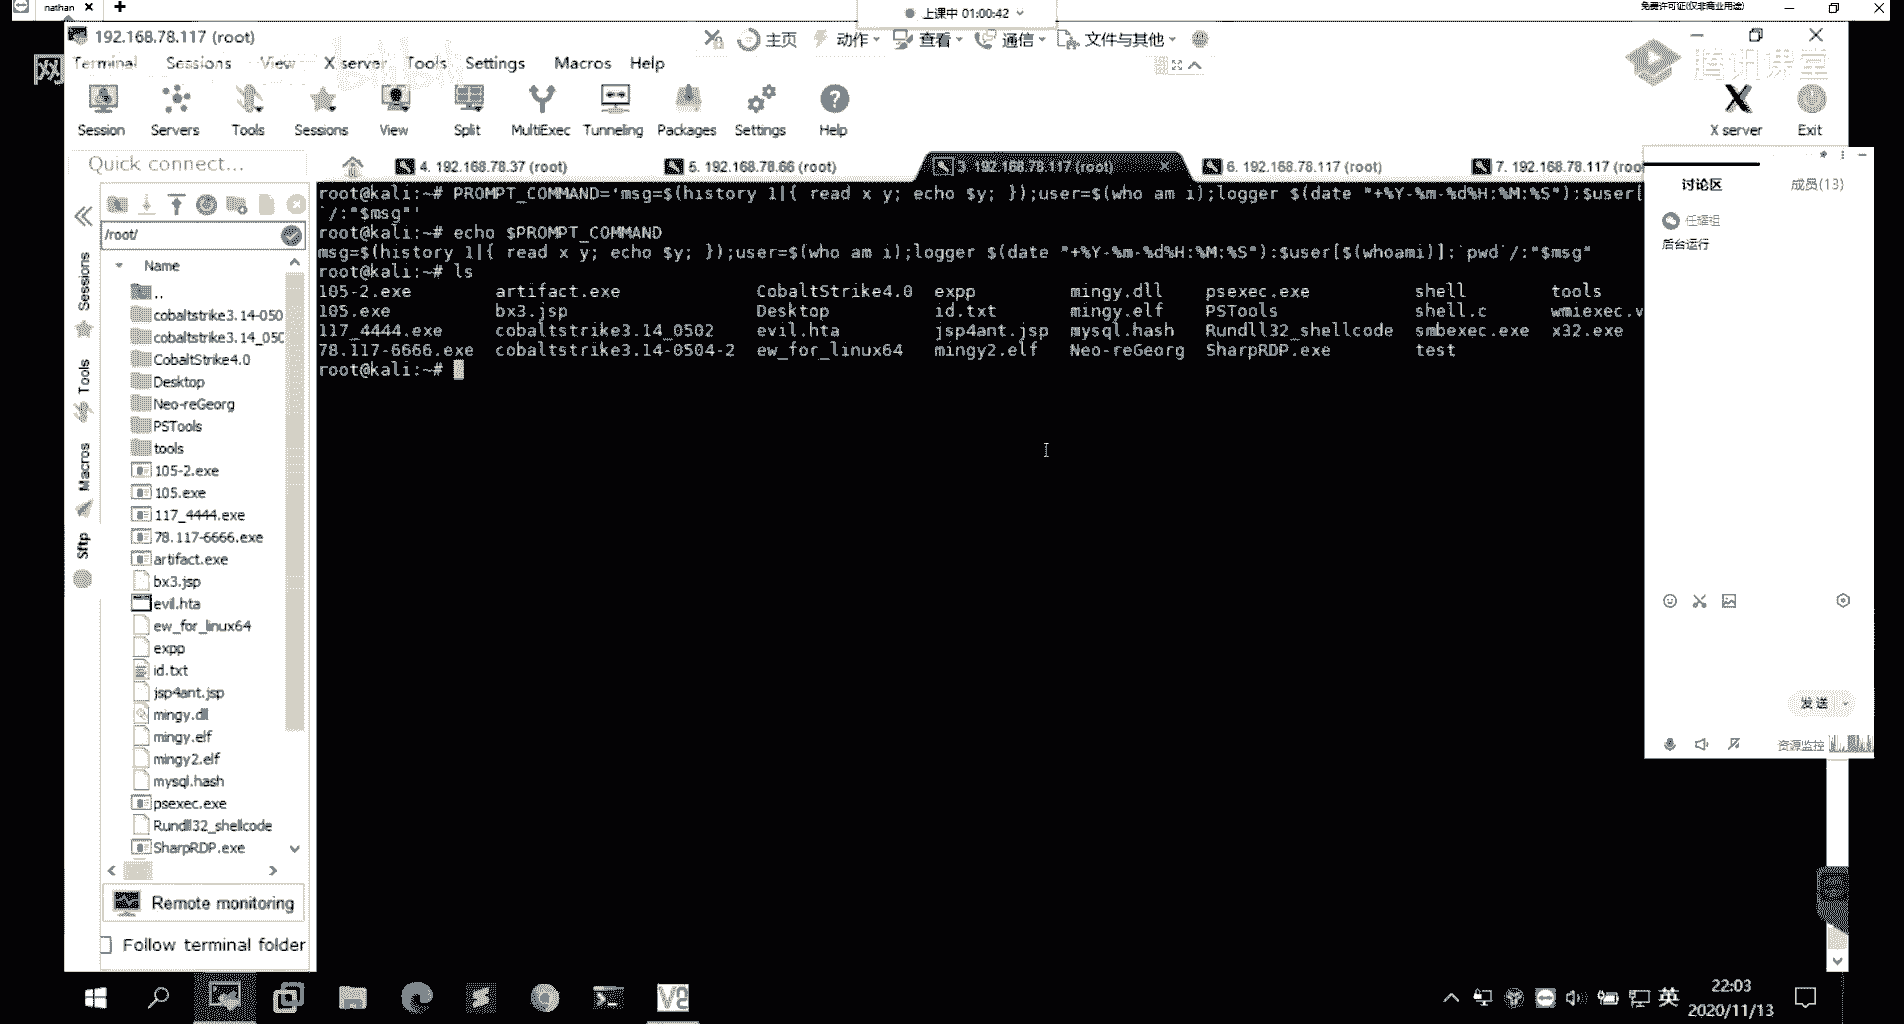 nathan
上课中 01:00:42
免费许可证(仅非商业用途)
192.168.78.117 (root)
主页
动作
查看
通信
文件与其他
网
腾讯课堂
Terminal Sessions View X server Tools Settings Macros Help
Session Servers Tools Sessions View Split MultiExec Tunneling Packages Settings Help
X server Exit
Quick connect...
4. 192.168.78.37 (root)
5. 192.168.78.66 (root)
3. 192.168.78.117 (root)
6. 192.168.78.117 (root)
7. 192.168.78.117 (roo
/root/
Name
..
cobaltstrike3.14-050
cobaltstrike3.14_050
CobaltStrike4.0
Desktop
Neo-reGeorg
PSTools
tools
105-2.exe
105.exe
117_4444.exe
78.117-6666.exe
artifact.exe
bx3.jsp
evil.hta
ew_for_linux64
expp
id.txt
jsp4ant.jsp
mingy.dll
mingy.elf
mingy2.elf
mysql.hash
psexec.exe
Rundll32_shellcode
SharpRDP.exe
Sessions
Tools
Macros
Sftp
Remote monitoring
Follow terminal folder
root@kali:~# PROMPT_COMMAND='msg=$(history 1|{ read x y; echo $y; });user=$(who am i);logger $(date "+%Y-%m-%d%H:%M:%S"):$user[
`/:"$msg"'
root@kali:~# echo $PROMPT_COMMAND
msg=$(history 1|{ read x y; echo $y; });user=$(who am i);logger $(date "+%Y-%m-%d%H:%M:%S"):$user[$(whoami)]:`pwd`/:"$msg"
root@kali:~# ls
105-2.exe artifact.exe CobaltStrike4.0 expp mingy.dll psexec.exe shell tools
105.exe bx3.jsp Desktop id.txt mingy.elf PSTools shell.c wmiexec.v
117_4444.exe cobaltstrike3.14_0502 evil.hta jsp4ant.jsp mysql.hash Rundll32_shellcode smbexec.exe x32.exe
78.117-6666.exe cobaltstrike3.14-0504-2 ew_for_linux64 mingy2.elf Neo-reGeorg SharpRDP.exe test
root@kali:~#
讨论区
成员(13)
后台运行
发送
资源监控
英
22:03
2020/11/13